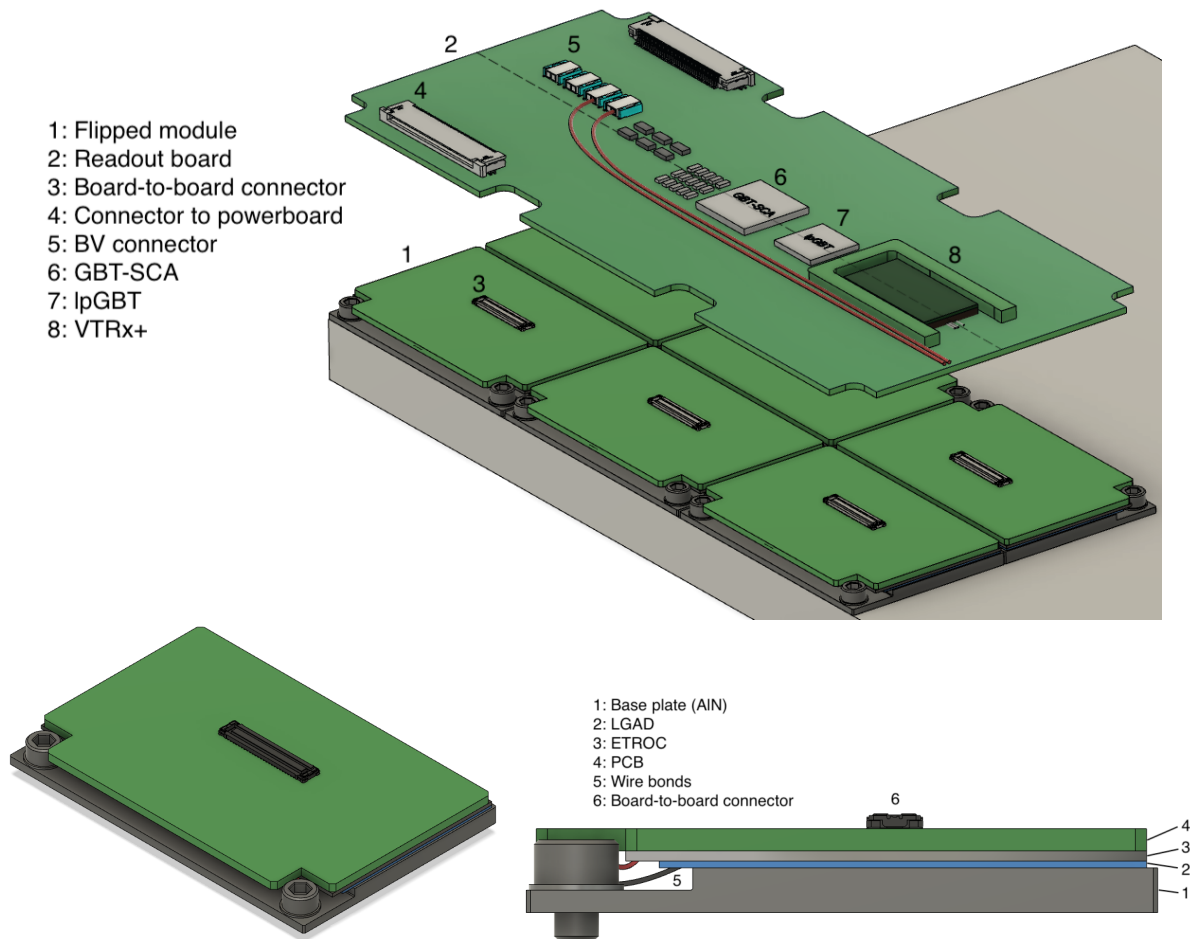 2
5
4
1: Flipped module
2: Readout board
3: Board-to-board connector
4: Connector to powerboard
5: BV connector
6: GBT-SCA
7: lpGBT
8: VTRx+
6
GBT-SCA
7
lpGBT
8
1
3
1: Base plate (AlN)
2: LGAD
3: ETROC
4: PCB
5: Wire bonds
6: Board-to-board connector
6
4
3
2
5
1